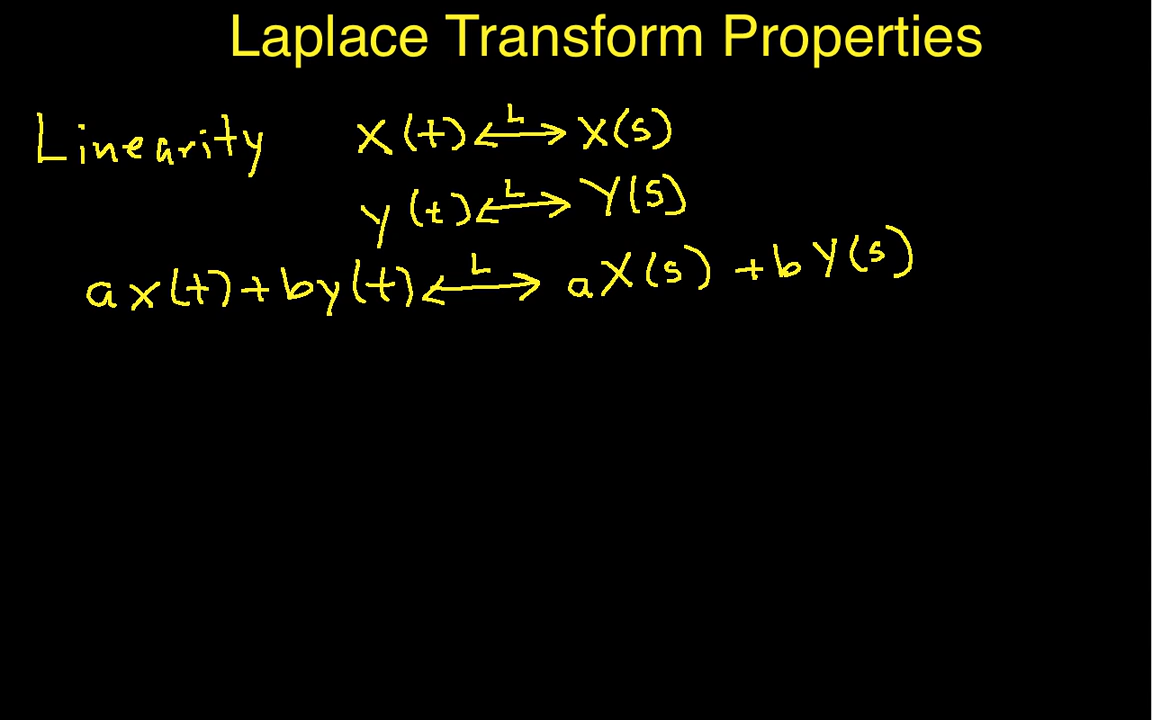 Laplace Transform Properties
Linearity x(t) ⟷ᴸ X(s)
y(t) ⟷ᴸ Y(s)
ax(t)+by(t) ⟷ᴸ aX(s)+bY(s)